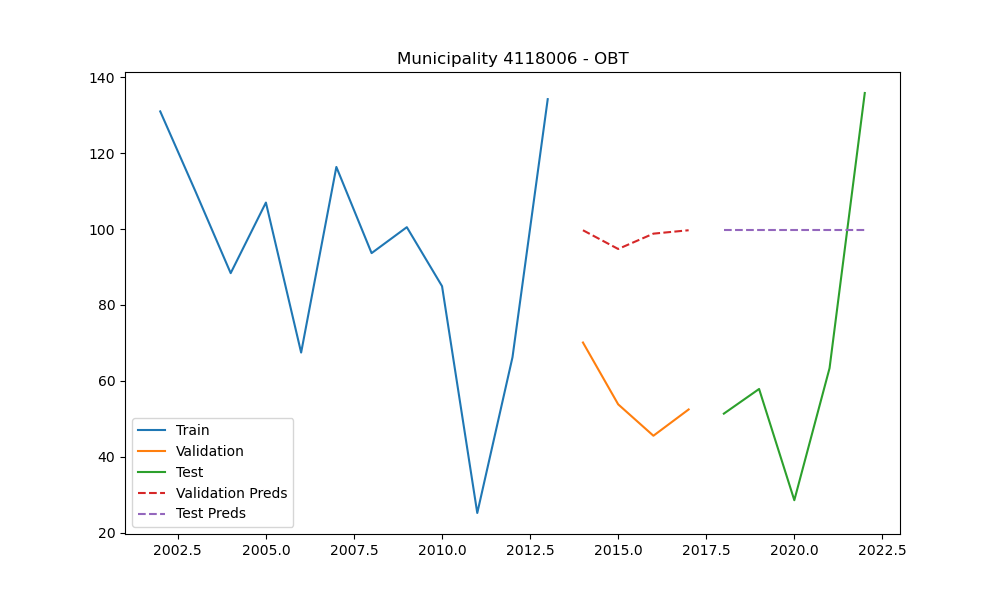 Municipality 4118006 - OBT
140
120
100
80
60
40
20
Train
Validation
Test
Validation Preds
Test Preds
2002.5 2005.0 2007.5 2010.0 2012.5 2015.0 2017.5 2020.0 2022.5